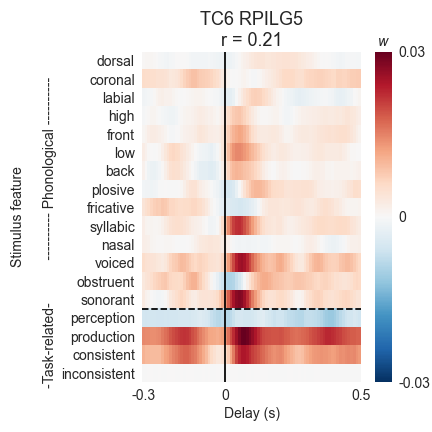 TC6 RPILG5
r = 0.21
w
dorsal
coronal
labial
high
front
low
back
plosive
fricative
syllabic
nasal
voiced
obstruent
sonorant
perception
production
consistent
inconsistent
Stimulus feature
-Task-related- ---------- Phonological ----------
0.03
0
-0.03
-0.3 0 0.5
Delay (s)